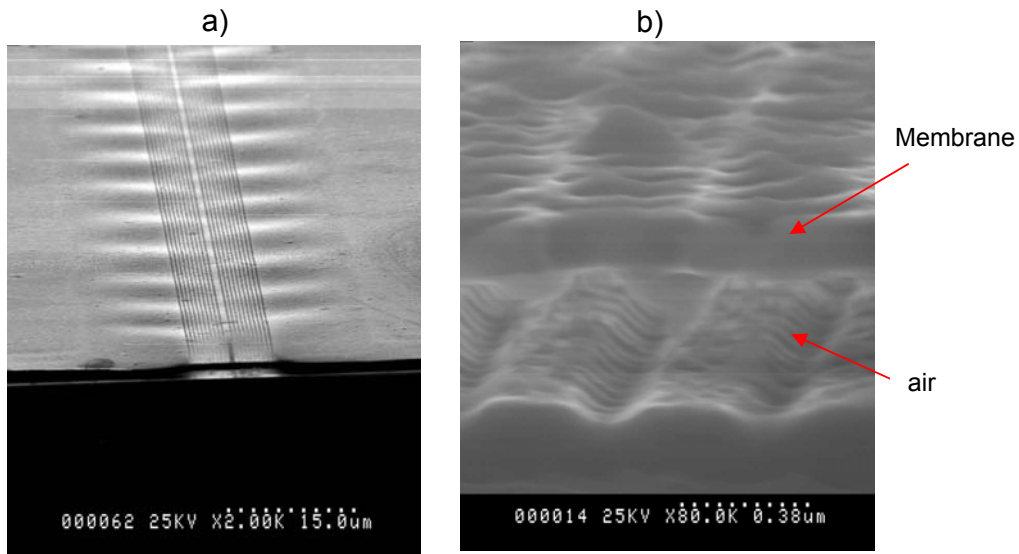 a)
b)
Membrane
air
000062 25KV X2.00K 15.0um
000014 25KV X80.0K 0.38um